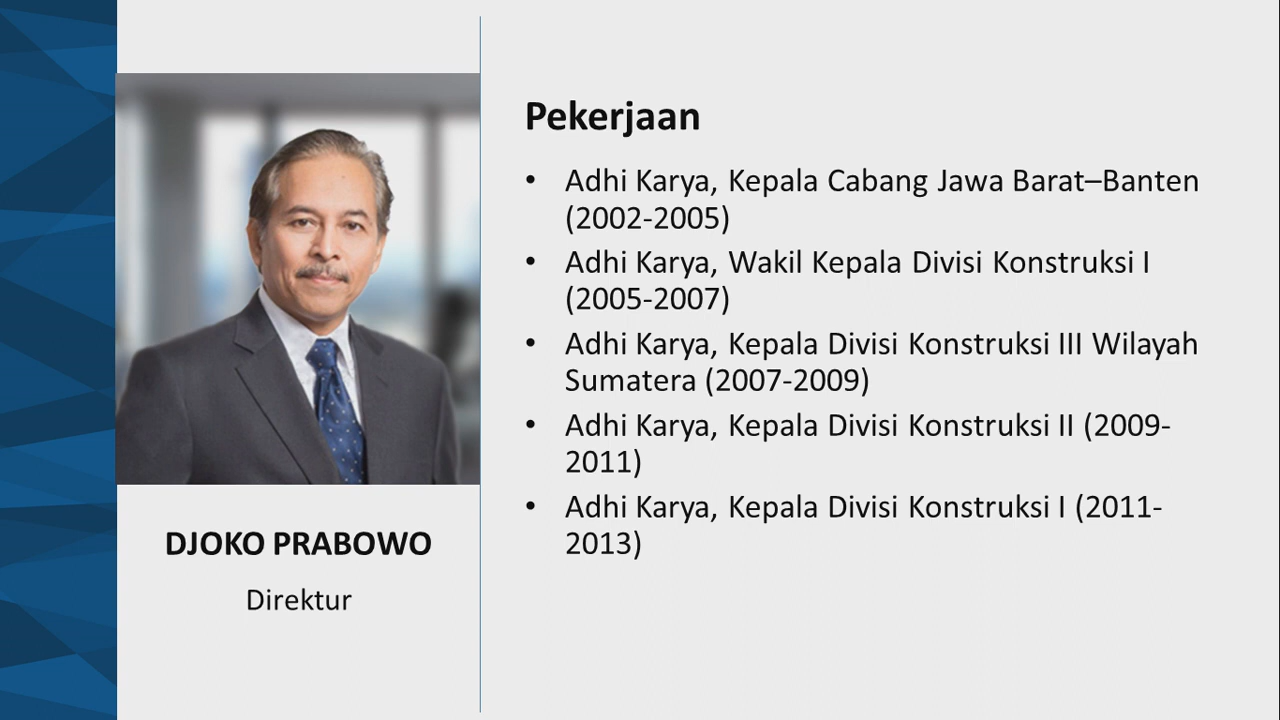 Pekerjaan
• Adhi Karya, Kepala Cabang Jawa Barat–Banten
(2002-2005)
• Adhi Karya, Wakil Kepala Divisi Konstruksi I
(2005-2007)
• Adhi Karya, Kepala Divisi Konstruksi III Wilayah
Sumatera (2007-2009)
• Adhi Karya, Kepala Divisi Konstruksi II (2009-
2011)
• Adhi Karya, Kepala Divisi Konstruksi I (2011-
2013)
DJOKO PRABOWO
Direktur